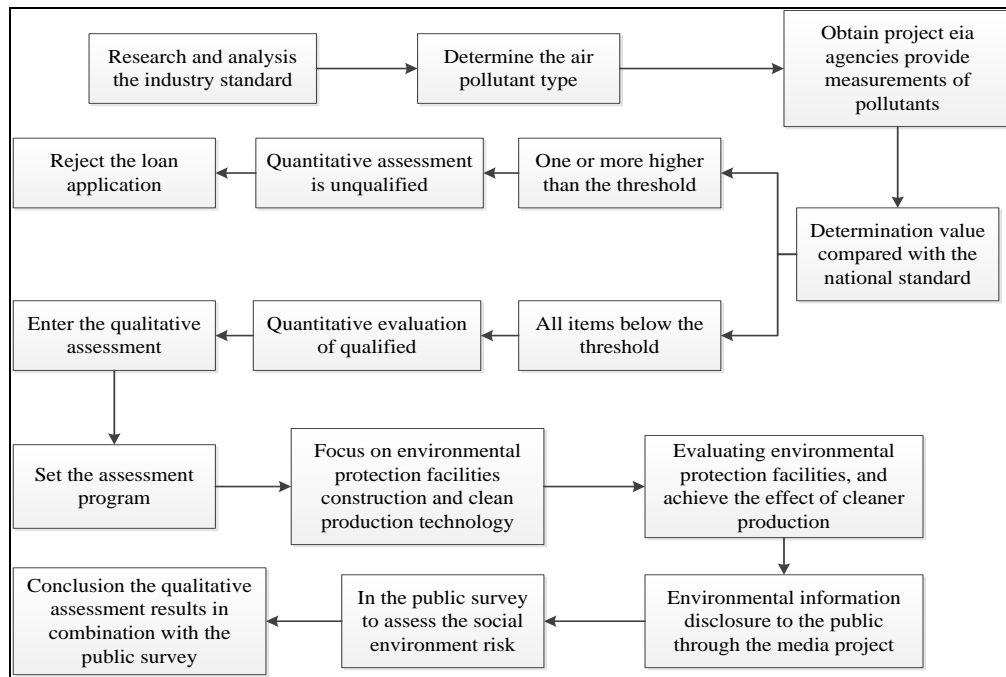 Research and analysis
the industry standard
Determine the air
pollutant type
Obtain project eia
agencies provide
measurements of
pollutants
Reject the loan
application
Quantitative assessment
is unqualified
One or more higher
than the threshold
Determination value
compared with the
national standard
Enter the qualitative
assessment
Quantitative evaluation
of qualified
All items below the
threshold
Set the assessment
program
Focus on environmental
protection facilities
construction and clean
production technology
Evaluating environmental
protection facilities, and
achieve the effect of cleaner
production
Conclusion the qualitative
assessment results in
combination with the
public survey
In the public survey
to assess the social
environment risk
Environmental information
disclosure to the public
through the media project